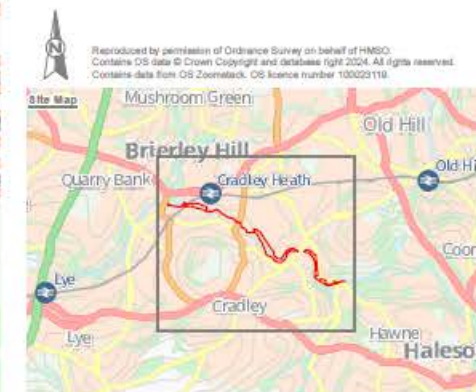 N
Reproduced by permission of Ordnance Survey on behalf of HMSO.
Contains OS data © Crown Copyright and database right 2024. All rights reserved.
Contains data from OS Zoomstack. OS licence number 100023119.
Site Map
Mushroom Green
Old Hill
Brierley Hill
Quarry Bank
Cradley Heath
Old Hi
Lye
Coom
Cradley
Lye
Hawne
Haleso